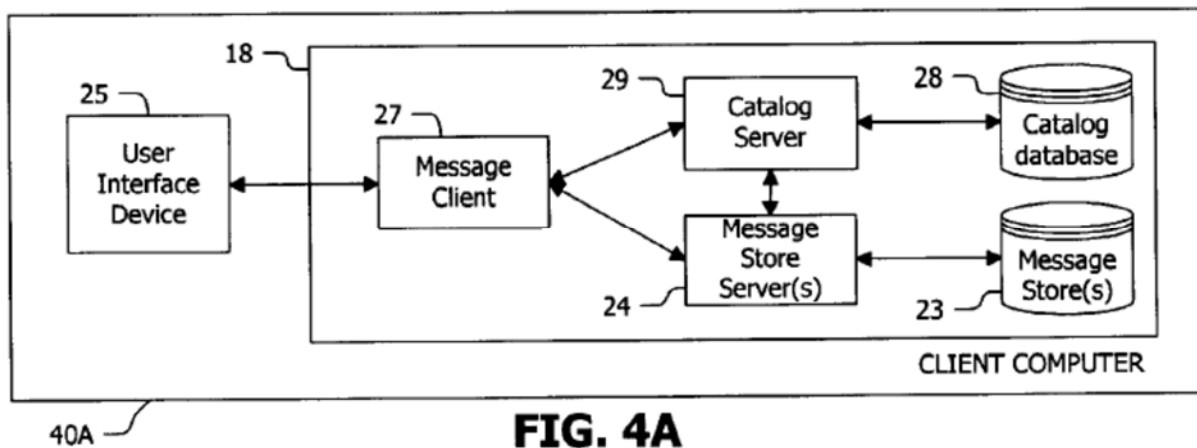 18
25
User
Interface
Device
27
Message
Client
29
Catalog
Server
28
Catalog
database
Message
Store
Server(s)
24
Message
Store(s)
23
CLIENT COMPUTER
40A
FIG. 4A